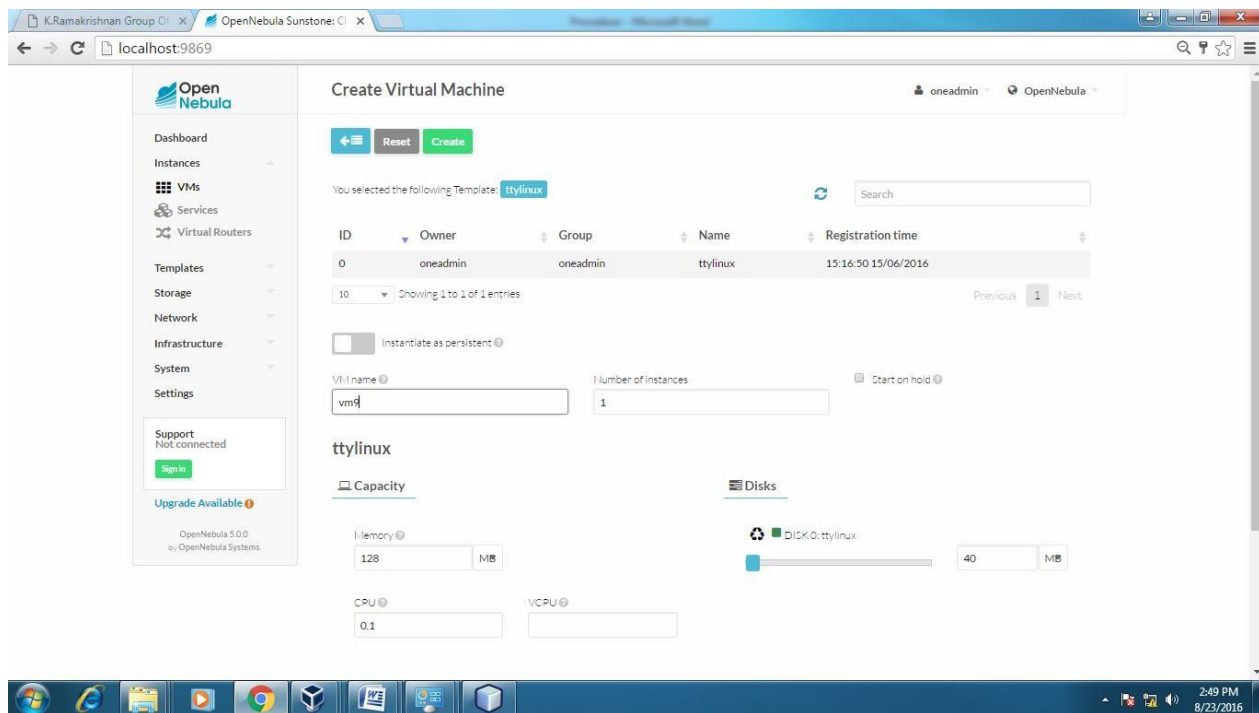 K.Ramakrishnan Group O
OpenNebula Sunstone: Cl
localhost:9869
Open
Nebula
Create Virtual Machine
oneadmin
OpenNebula
Dashboard
Instances
VMs
Services
Virtual Routers
Templates
Storage
Network
Infrastructure
System
Settings
Support
Not connected
Sign in
Upgrade Available
OpenNebula 5.0.0
by OpenNebula Systems.
Reset
Create
You selected the following Template: ttylinux
Search
ID Owner Group Name Registration time
0 oneadmin oneadmin ttylinux 15:16:50 15/06/2016
10 Showing 1 to 1 of 1 entries
Previous 1 Next
Instantiate as persistent
VM name
Number of instances
Start on hold
vm9
1
ttylinux
Capacity
Disks
Memory
DISK 0: ttylinux
128 MB
40 MB
CPU
VCPU
0.1
2:49 PM
8/23/2016